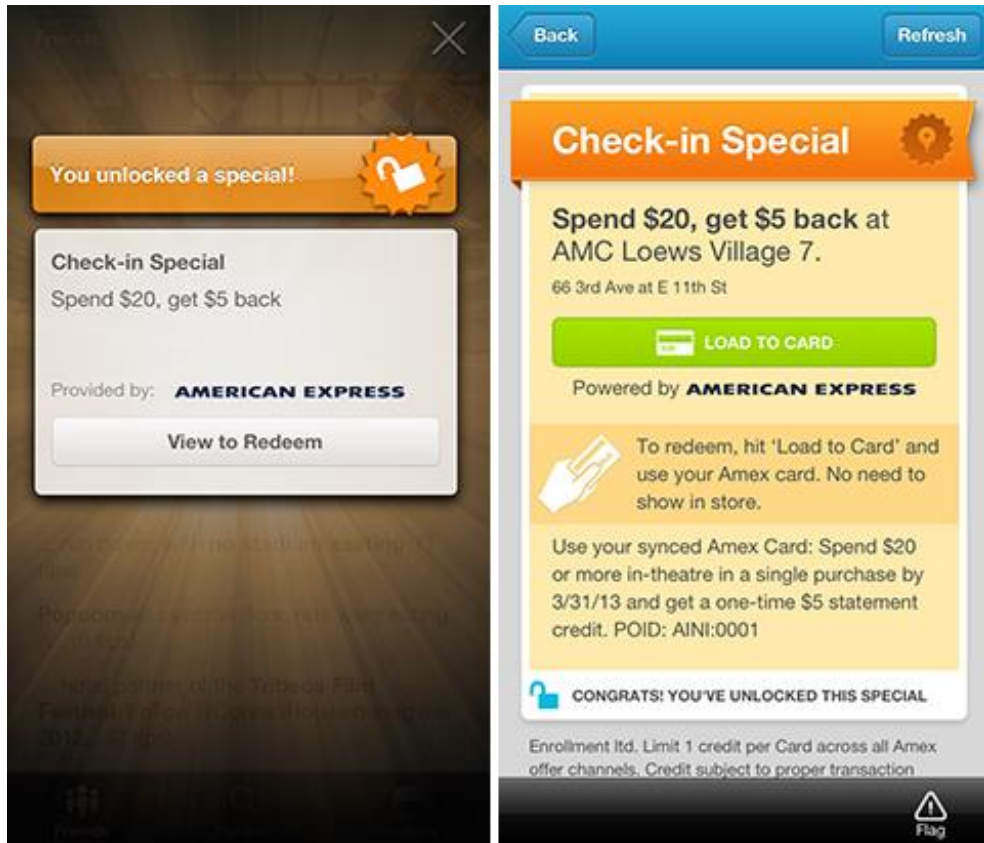 Friends
You unlocked a special!
Check-in Special
Spend $20, get $5 back
Provided by: AMERICAN EXPRESS
View to Redeem
Friends
Back
Refresh
Check-in Special
Spend $20, get $5 back at
AMC Loews Village 7.
66 3rd Ave at E 11th St
LOAD TO CARD
Powered by AMERICAN EXPRESS
To redeem, hit 'Load to Card' and
use your Amex card. No need to
show in store.
Use your synced Amex Card: Spend $20
or more in-theatre in a single purchase by
3/31/13 and get a one-time $5 statement
credit. POID: AINI:0001
CONGRATS! YOU'VE UNLOCKED THIS SPECIAL
Enrollment ltd. Limit 1 credit per Card across all Amex
offer channels. Credit subject to proper transaction
Flag